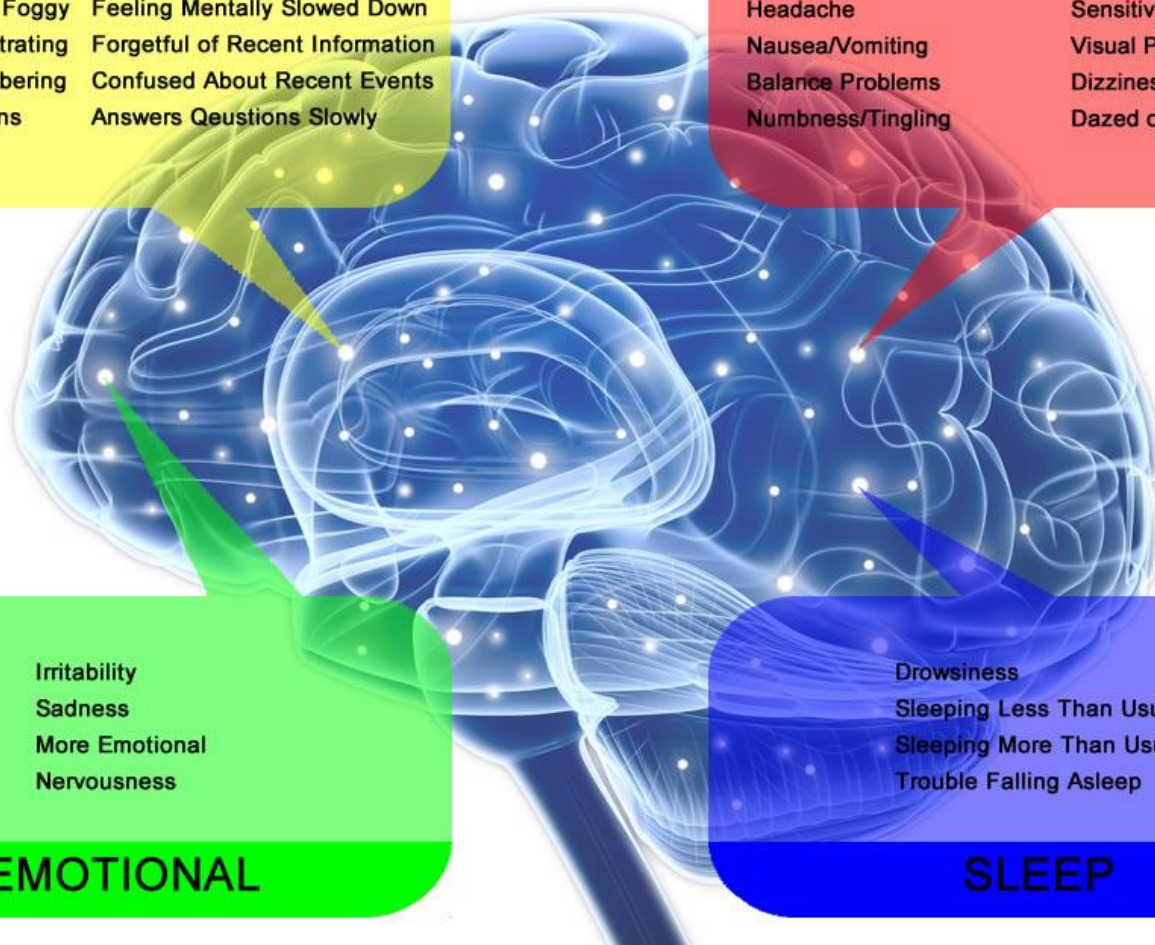 Foggy Feeling Mentally Slowed Down
trating Forgetful of Recent Information
bering Confused About Recent Events
ns Answers Qeustions Slowly
Headache Sensitiv
Nausea/Vomiting Visual P
Balance Problems Dizzines
Numbness/Tingling Dazed o
Irritability
Sadness
More Emotional
Nervousness
EMOTIONAL
Drowsiness
Sleeping Less Than Usu
Sleeping More Than Usu
Trouble Falling Asleep
SLEEP